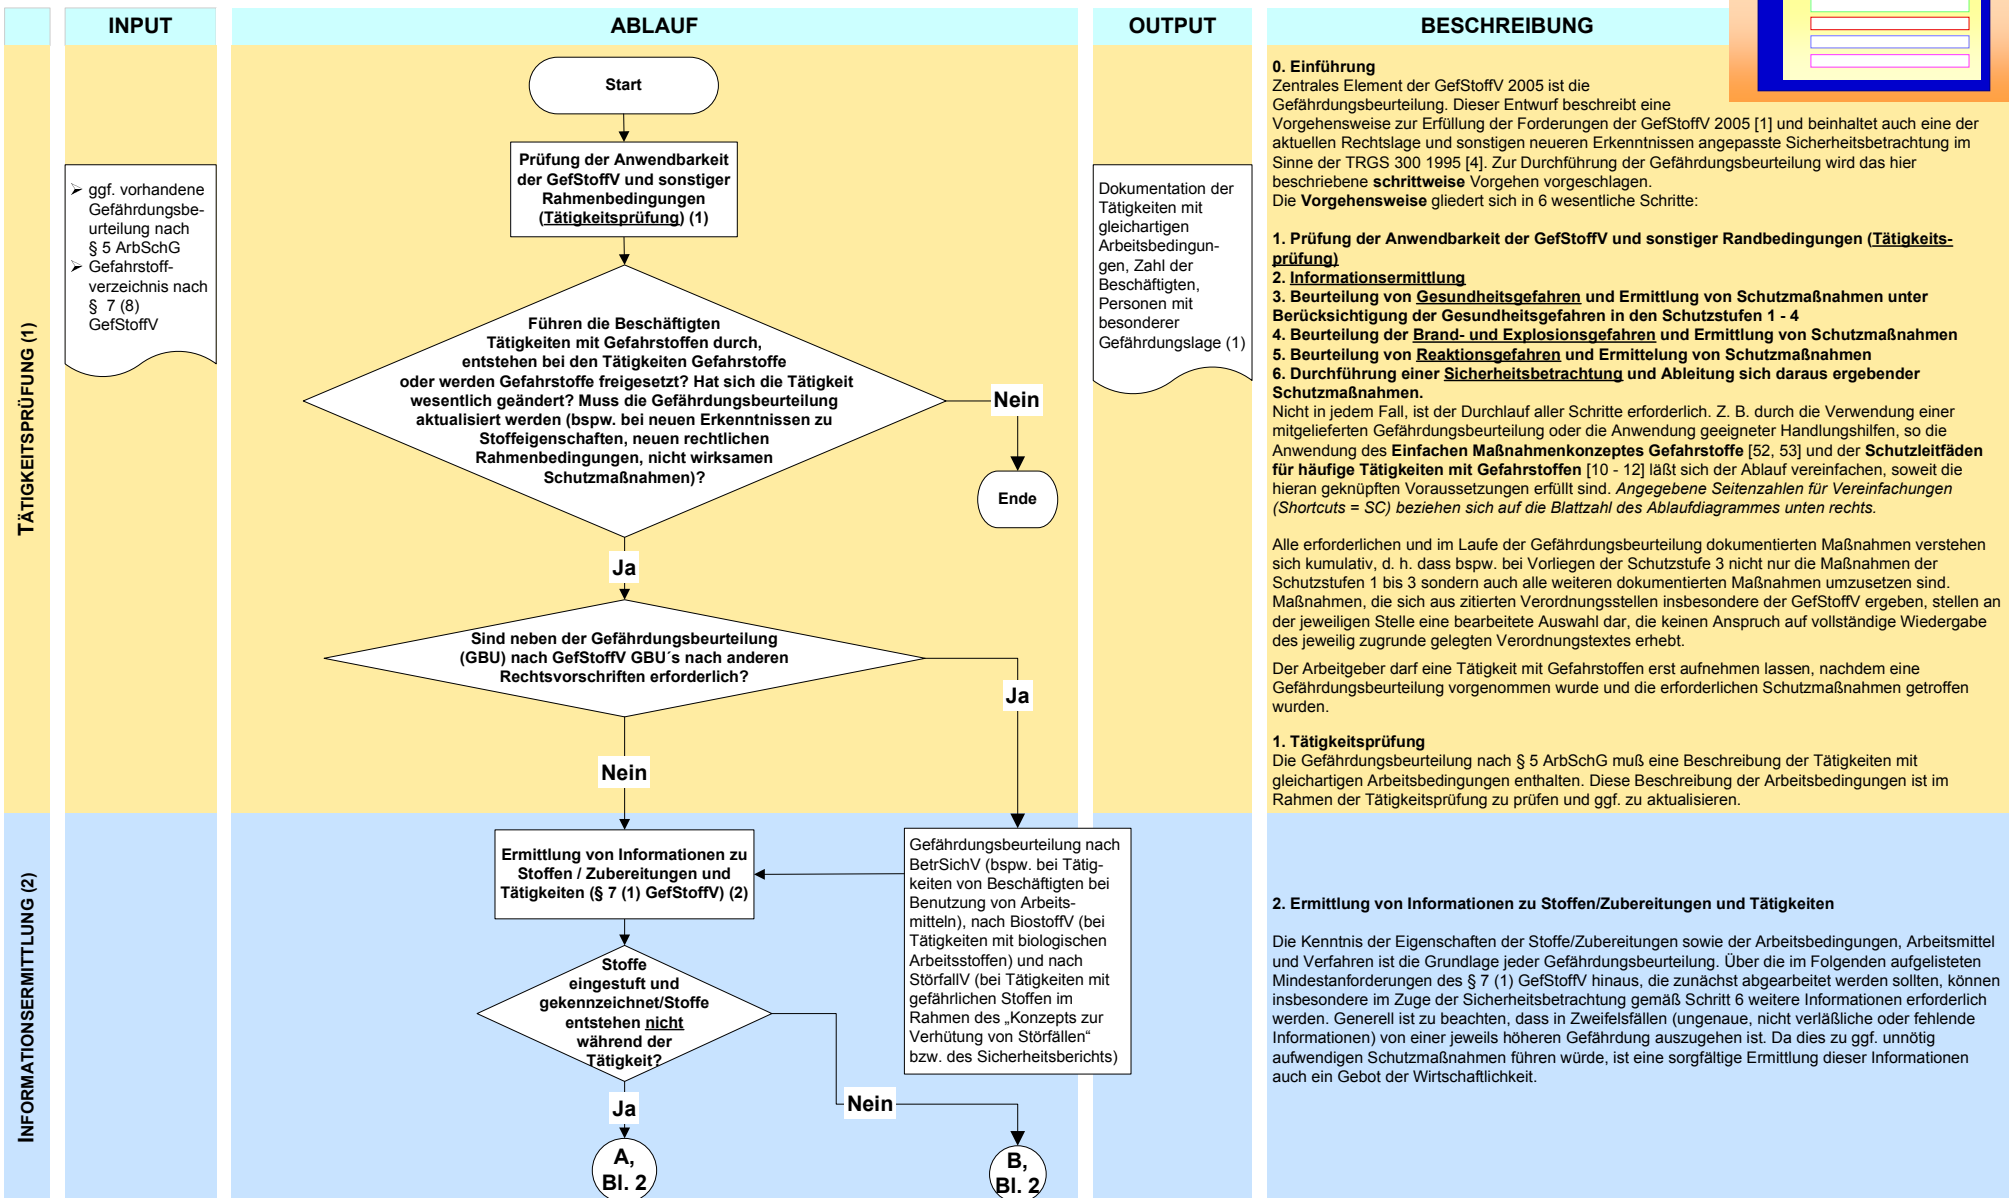 INPUT
ABLAUF
OUTPUT
BESCHREIBUNG
TÄTIGKEITSPRÜFUNG (1)
➢ ggf. vorhandene
Gefährdungsbe-
urteilung nach
§ 5 ArbSchG
➢ Gefahrstoff-
verzeichnis nach
§ 7 (8)
GefStoffV
Start
Prüfung der Anwendbarkeit
der GefStoffV und sonstiger
Rahmenbedingungen
(Tätigkeitsprüfung) (1)
Führen die Beschäftigten
Tätigkeiten mit Gefahrstoffen durch,
entstehen bei den Tätigkeiten Gefahrstoffe
oder werden Gefahrstoffe freigesetzt? Hat sich die Tätigkeit
wesentlich geändert? Muss die Gefährdungsbeurteilung
aktualisiert werden (bspw. bei neuen Erkenntnissen zu
Stoffeigenschaften, neuen rechtlichen
Rahmenbedingungen, nicht wirksamen
Schutzmaßnahmen)?
Nein
Ende
Ja
Sind neben der Gefährdungsbeurteilung
(GBU) nach GefStoffV GBU´s nach anderen
Rechtsvorschriften erforderlich?
Ja
Nein
Dokumentation der
Tätigkeiten mit
gleichartigen
Arbeitsbedingun-
gen, Zahl der
Beschäftigten,
Personen mit
besonderer
Gefährdungslage (1)
0. Einführung
Zentrales Element der GefStoffV 2005 ist die
Gefährdungsbeurteilung. Dieser Entwurf beschreibt eine
Vorgehensweise zur Erfüllung der Forderungen der GefStoffV 2005 [1] und beinhaltet auch eine der
aktuellen Rechtslage und sonstigen neueren Erkenntnissen angepasste Sicherheitsbetrachtung im
Sinne der TRGS 300 1995 [4]. Zur Durchführung der Gefährdungsbeurteilung wird das hier
beschriebene schrittweise Vorgehen vorgeschlagen.
Die Vorgehensweise gliedert sich in 6 wesentliche Schritte:
1. Prüfung der Anwendbarkeit der GefStoffV und sonstiger Randbedingungen (Tätigkeits-
prüfung)
2. Informationsermittlung
3. Beurteilung von Gesundheitsgefahren und Ermittlung von Schutzmaßnahmen unter
Berücksichtigung der Gesundheitsgefahren in den Schutzstufen 1 - 4
4. Beurteilung der Brand- und Explosionsgefahren und Ermittlung von Schutzmaßnahmen
5. Beurteilung von Reaktionsgefahren und Ermittelung von Schutzmaßnahmen
6. Durchführung einer Sicherheitsbetrachtung und Ableitung sich daraus ergebender
Schutzmaßnahmen.
Nicht in jedem Fall, ist der Durchlauf aller Schritte erforderlich. Z. B. durch die Verwendung einer
mitgelieferten Gefährdungsbeurteilung oder die Anwendung geeigneter Handlungshilfen, so die
Anwendung des Einfachen Maßnahmenkonzeptes Gefahrstoffe [52, 53] und der Schutzleitfäden
für häufige Tätigkeiten mit Gefahrstoffen [10 - 12] läßt sich der Ablauf vereinfachen, soweit die
hieran geknüpften Voraussetzungen erfüllt sind. Angegebene Seitenzahlen für Vereinfachungen
(Shortcuts = SC) beziehen sich auf die Blattzahl des Ablaufdiagrammes unten rechts.
Alle erforderlichen und im Laufe der Gefährdungsbeurteilung dokumentierten Maßnahmen verstehen
sich kumulativ, d. h. dass bspw. bei Vorliegen der Schutzstufe 3 nicht nur die Maßnahmen der
Schutzstufen 1 bis 3 sondern auch alle weiteren dokumentierten Maßnahmen umzusetzen sind.
Maßnahmen, die sich aus zitierten Verordnungsstellen insbesondere der GefStoffV ergeben, stellen an
der jeweiligen Stelle eine bearbeitete Auswahl dar, die keinen Anspruch auf vollständige Wiedergabe
des jeweilig zugrunde gelegten Verordnungstextes erhebt.
Der Arbeitgeber darf eine Tätigkeit mit Gefahrstoffen erst aufnehmen lassen, nachdem eine
Gefährdungsbeurteilung vorgenommen wurde und die erforderlichen Schutzmaßnahmen getroffen
wurden.
1. Tätigkeitsprüfung
Die Gefährdungsbeurteilung nach § 5 ArbSchG muß eine Beschreibung der Tätigkeiten mit
gleichartigen Arbeitsbedingungen enthalten. Diese Beschreibung der Arbeitsbedingungen ist im
Rahmen der Tätigkeitsprüfung zu prüfen und ggf. zu aktualisieren.
INFORMATIONSERMITTLUNG (2)
Ermittlung von Informationen zu
Stoffen / Zubereitungen und
Tätigkeiten (§ 7 (1) GefStoffV) (2)
Stoffe
eingestuft und
gekennzeichnet/Stoffe
entstehen nicht
während der
Tätigkeit?
Ja
A,
Bl. 2
Nein
B,
Bl. 2
Gefährdungsbeurteilung nach
BetrSichV (bspw. bei Tätig-
keiten von Beschäftigten bei
Benutzung von Arbeits-
mitteln), nach BiostoffV (bei
Tätigkeiten mit biologischen
Arbeitsstoffen) und nach
StörfallV (bei Tätigkeiten mit
gefährlichen Stoffen im
Rahmen des „Konzepts zur
Verhütung von Störfällen“
bzw. des Sicherheitsberichts)
2. Ermittlung von Informationen zu Stoffen/Zubereitungen und Tätigkeiten
Die Kenntnis der Eigenschaften der Stoffe/Zubereitungen sowie der Arbeitsbedingungen, Arbeitsmittel
und Verfahren ist die Grundlage jeder Gefährdungsbeurteilung. Über die im Folgenden aufgelisteten
Mindestanforderungen des § 7 (1) GefStoffV hinaus, die zunächst abgearbeitet werden sollten, können
insbesondere im Zuge der Sicherheitsbetrachtung gemäß Schritt 6 weitere Informationen erforderlich
werden. Generell ist zu beachten, dass in Zweifelsfällen (ungenaue, nicht verläßliche oder fehlende
Informationen) von einer jeweils höheren Gefährdung auszugehen ist. Da dies zu ggf. unnötig
aufwendigen Schutzmaßnahmen führen würde, ist eine sorgfältige Ermittlung dieser Informationen
auch ein Gebot der Wirtschaftlichkeit.